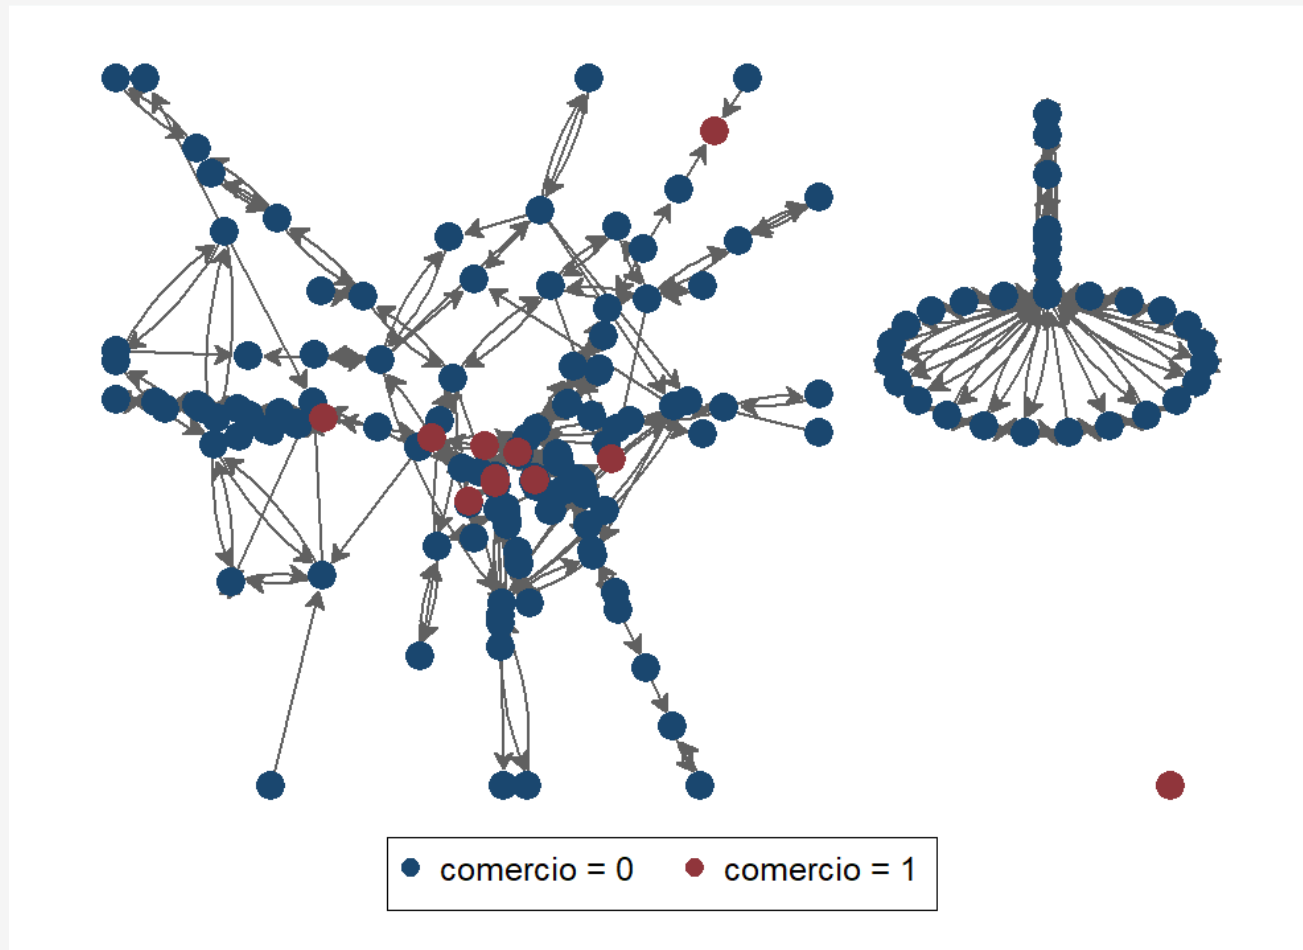 comercio = 0 comercio = 1